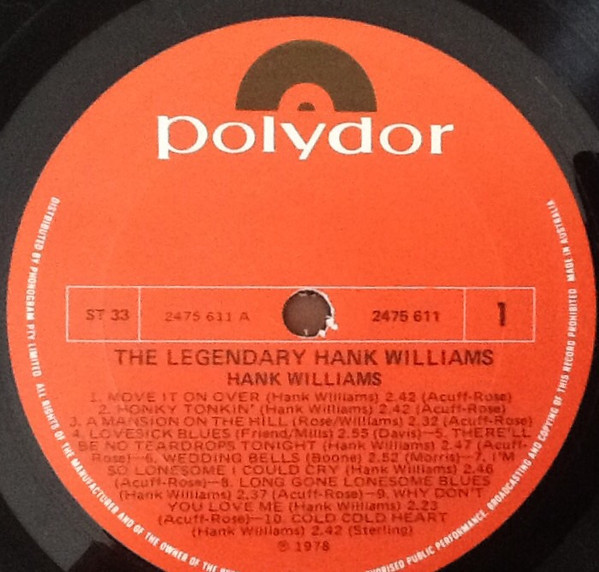 polydor
ST 33
2475 611 A
2475 611
1
THE LEGENDARY HANK WILLIAMS
HANK WILLIAMS
1. MOVE IT ON OVER (Hank Williams) 2.42 (Acuff-Rose)
2. HONKY TONKIN' (Hank Williams) 2.42 (Acuff-Rose)
3. A MANSION ON THE HILL (Rose/Williams) 2.32 (Acuff-Rose)
4. LOVESICK BLUES (Friend/Mills) 2.55 (Davis)—5. THERE'LL
BE NO TEARDROPS TONIGHT (Hank Williams) 2.47 (Acuff-
Rose)—6. WEDDING BELLS (Boone) 2.52 (Morris)—7. I'M
SO LONESOME I COULD CRY (Hank Williams) 2.46
(Acuff-Rose)—8. LONG GONE LONESOME BLUES
(Hank Williams) 2.37 (Acuff-Rose)—9. WHY DON'T
YOU LOVE ME (Hank Williams) 2.23
(Acuff-Rose)—10. COLD COLD HEART
(Hank Williams) 2.42 (Sterling)
℗ 1978
DISTRIBUTED BY PHONOGRAM PTY LIMITED ALL RIGHTS OF THE MANUFACTURER AND OF THE OWNER OF THE
PUBLIC PERFORMANCE, BROADCASTING AND COPYING OF THIS RECORD PROHIBITED MADE IN AUSTRALIA